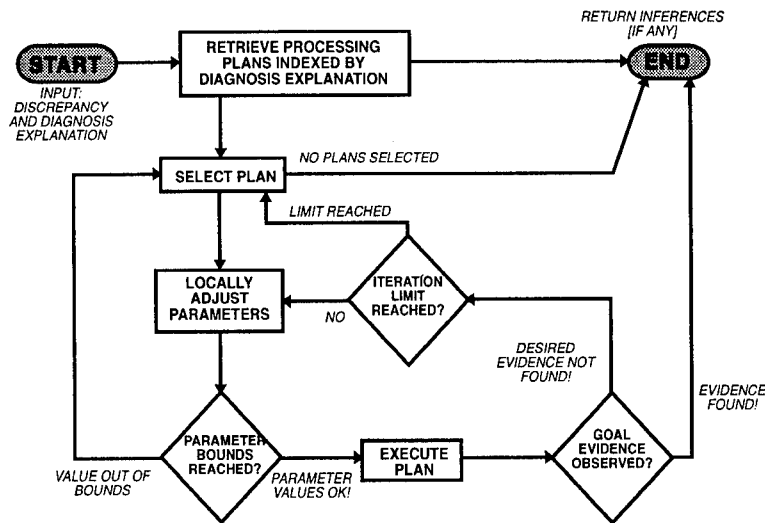 RETURN INFERENCES
[IF ANY]
START
RETRIEVE PROCESSING
PLANS INDEXED BY
DIAGNOSIS EXPLANATION
END
INPUT:
DISCREPANCY
AND DIAGNOSIS
EXPLANATION
NO PLANS SELECTED
SELECT PLAN
LIMIT REACHED
LOCALLY
ADJUST
PARAMETERS
ITERATION
LIMIT
REACHED?
NO
DESIRED
EVIDENCE NOT
FOUND!
EVIDENCE
FOUND!
PARAMETER
BOUNDS
REACHED?
EXECUTE
PLAN
GOAL
EVIDENCE
OBSERVED?
VALUE OUT OF
BOUNDS
PARAMETER
VALUES OK!